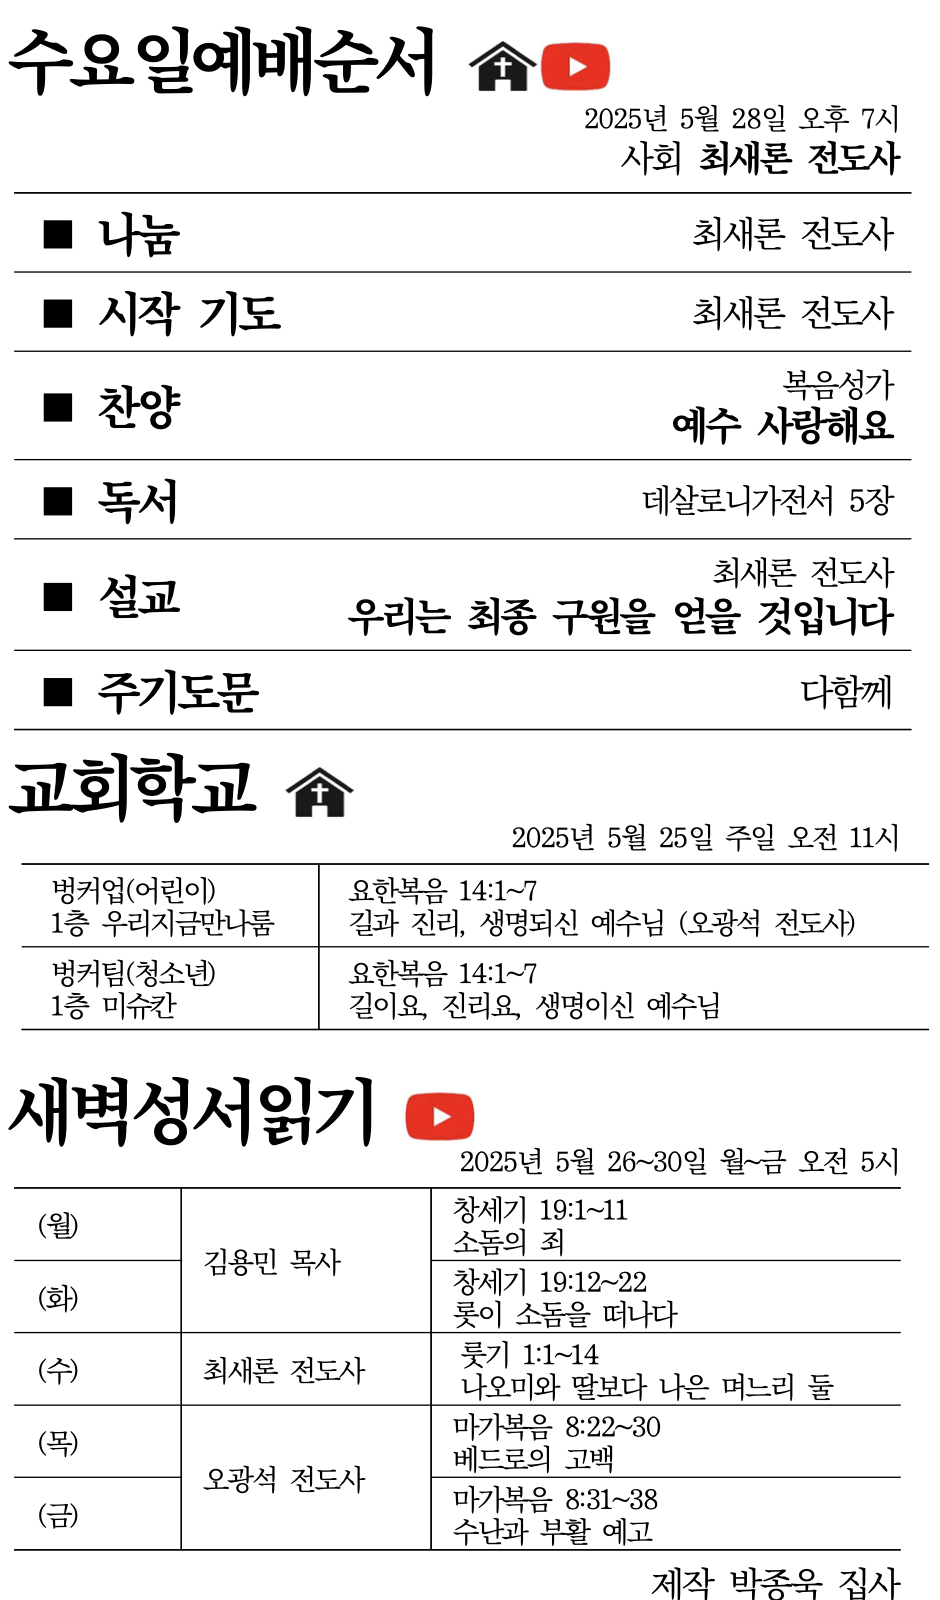 수요일예배순서
2025년 5월 28일 오후 7시
사회 최새론 전도사
■ 나눔 최새론 전도사
■ 시작 기도 최새론 전도사
■ 찬양 복음성가
예수 사랑해요
■ 독서 데살로니가전서 5장
■ 설교 최새론 전도사
우리는 최종 구원을 얻을 것입니다
■ 주기도문 다함께
교회학교
2025년 5월 25일 주일 오전 11시
벙커업(어린이)
1층 우리지금만나룸
요한복음 14:1~7
길과 진리, 생명되신 예수님 (오광석 전도사)
벙커팀(청소년)
1층 미슈칸
요한복음 14:1~7
길이요, 진리요, 생명이신 예수님
새벽성서읽기
2025년 5월 26~30일 월~금 오전 5시
(월)
김용민 목사
창세기 19:1~11
소돔의 죄
(화)
창세기 19:12~22
롯이 소돔을 떠나다
(수)
최새론 전도사
룻기 1:1~14
나오미와 딸보다 나은 며느리 둘
(목)
오광석 전도사
마가복음 8:22~30
베드로의 고백
(금)
마가복음 8:31~38
수난과 부활 예고
제작 박종욱 집사